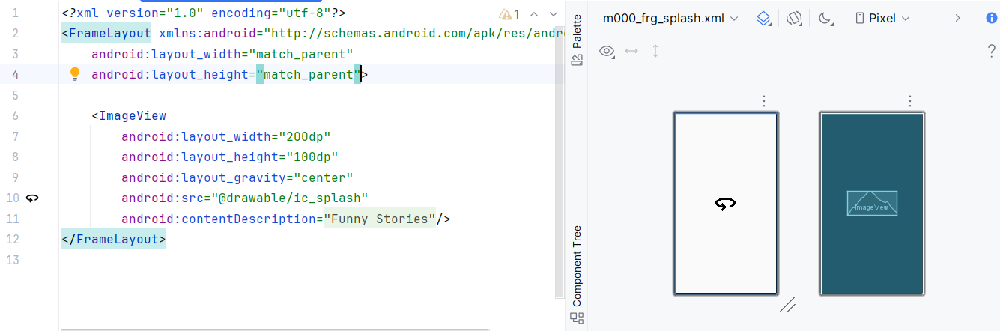 1 <?xml version="1.0" encoding="utf-8"?>
2 <FrameLayout xmlns:android="http://schemas.android.com/apk/res/andr
3 android:layout_width="match_parent"
4 android:layout_height="match_parent">
5
6 <ImageView
7 android:layout_width="200dp"
8 android:layout_height="100dp"
9 android:layout_gravity="center"
10 android:src="@drawable/ic_splash"
11 android:contentDescription="Funny Stories"/>
12 </FrameLayout>
13
1
Palette
Component Tree
m000_frg_splash.xml
Pixel
?
ImageView